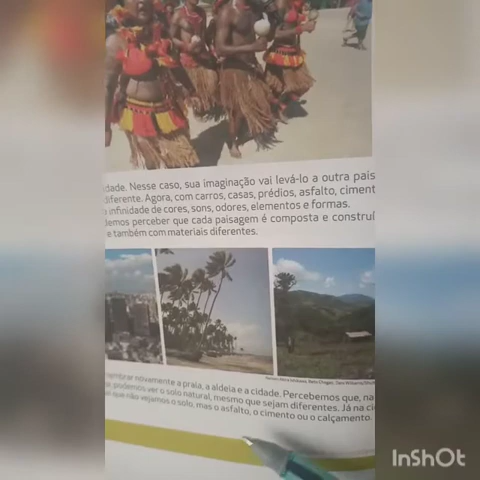 idade. Nesse caso, sua imaginação vai levá-lo a outra pais
diferente. Agora, com carros, casas, prédios, asfalto, ciment
infinidade de cores, sons, odores, elementos e formas.
demos perceber que cada paisagem é composta e construí
e também com materiais diferentes.
membrar novamente a praia, a aldeia e a cidade. Percebemos que, na
podemos ver o solo natural, mesmo que sejam diferentes. Já na ci
que não vejamos o solo, mas o asfalto, o cimento ou o calçamento.
InShOt